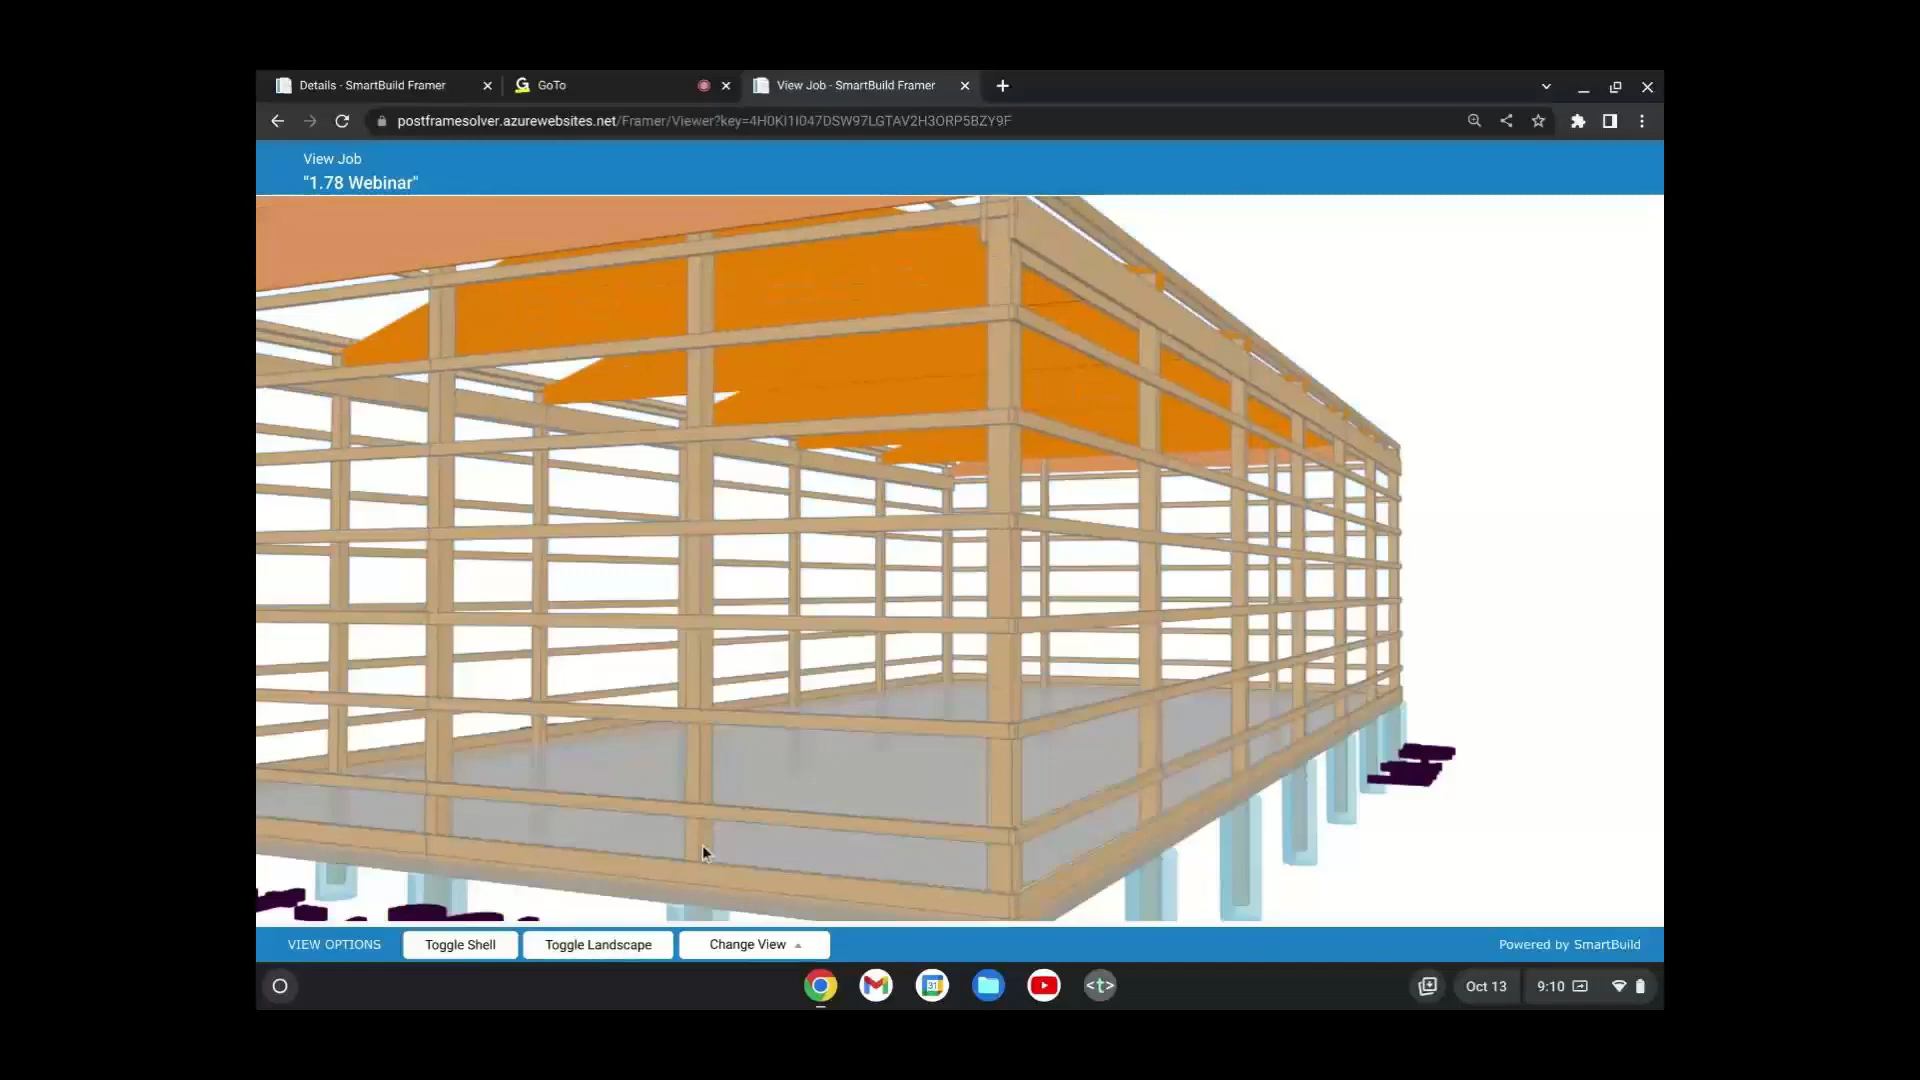 Details - SmartBuild Framer
GoTo
View Job - SmartBuild Framer
postframesolver.azurewebsites.net/Framer/Viewer?key=4H0KI1I047DSW97LGTAV2H3ORP5BZY9F
View Job
"1.78 Webinar"
VIEW OPTIONS
Toggle Shell
Toggle Landscape
Change View
Powered by SmartBuild
31
<t>
Oct 13
9:10